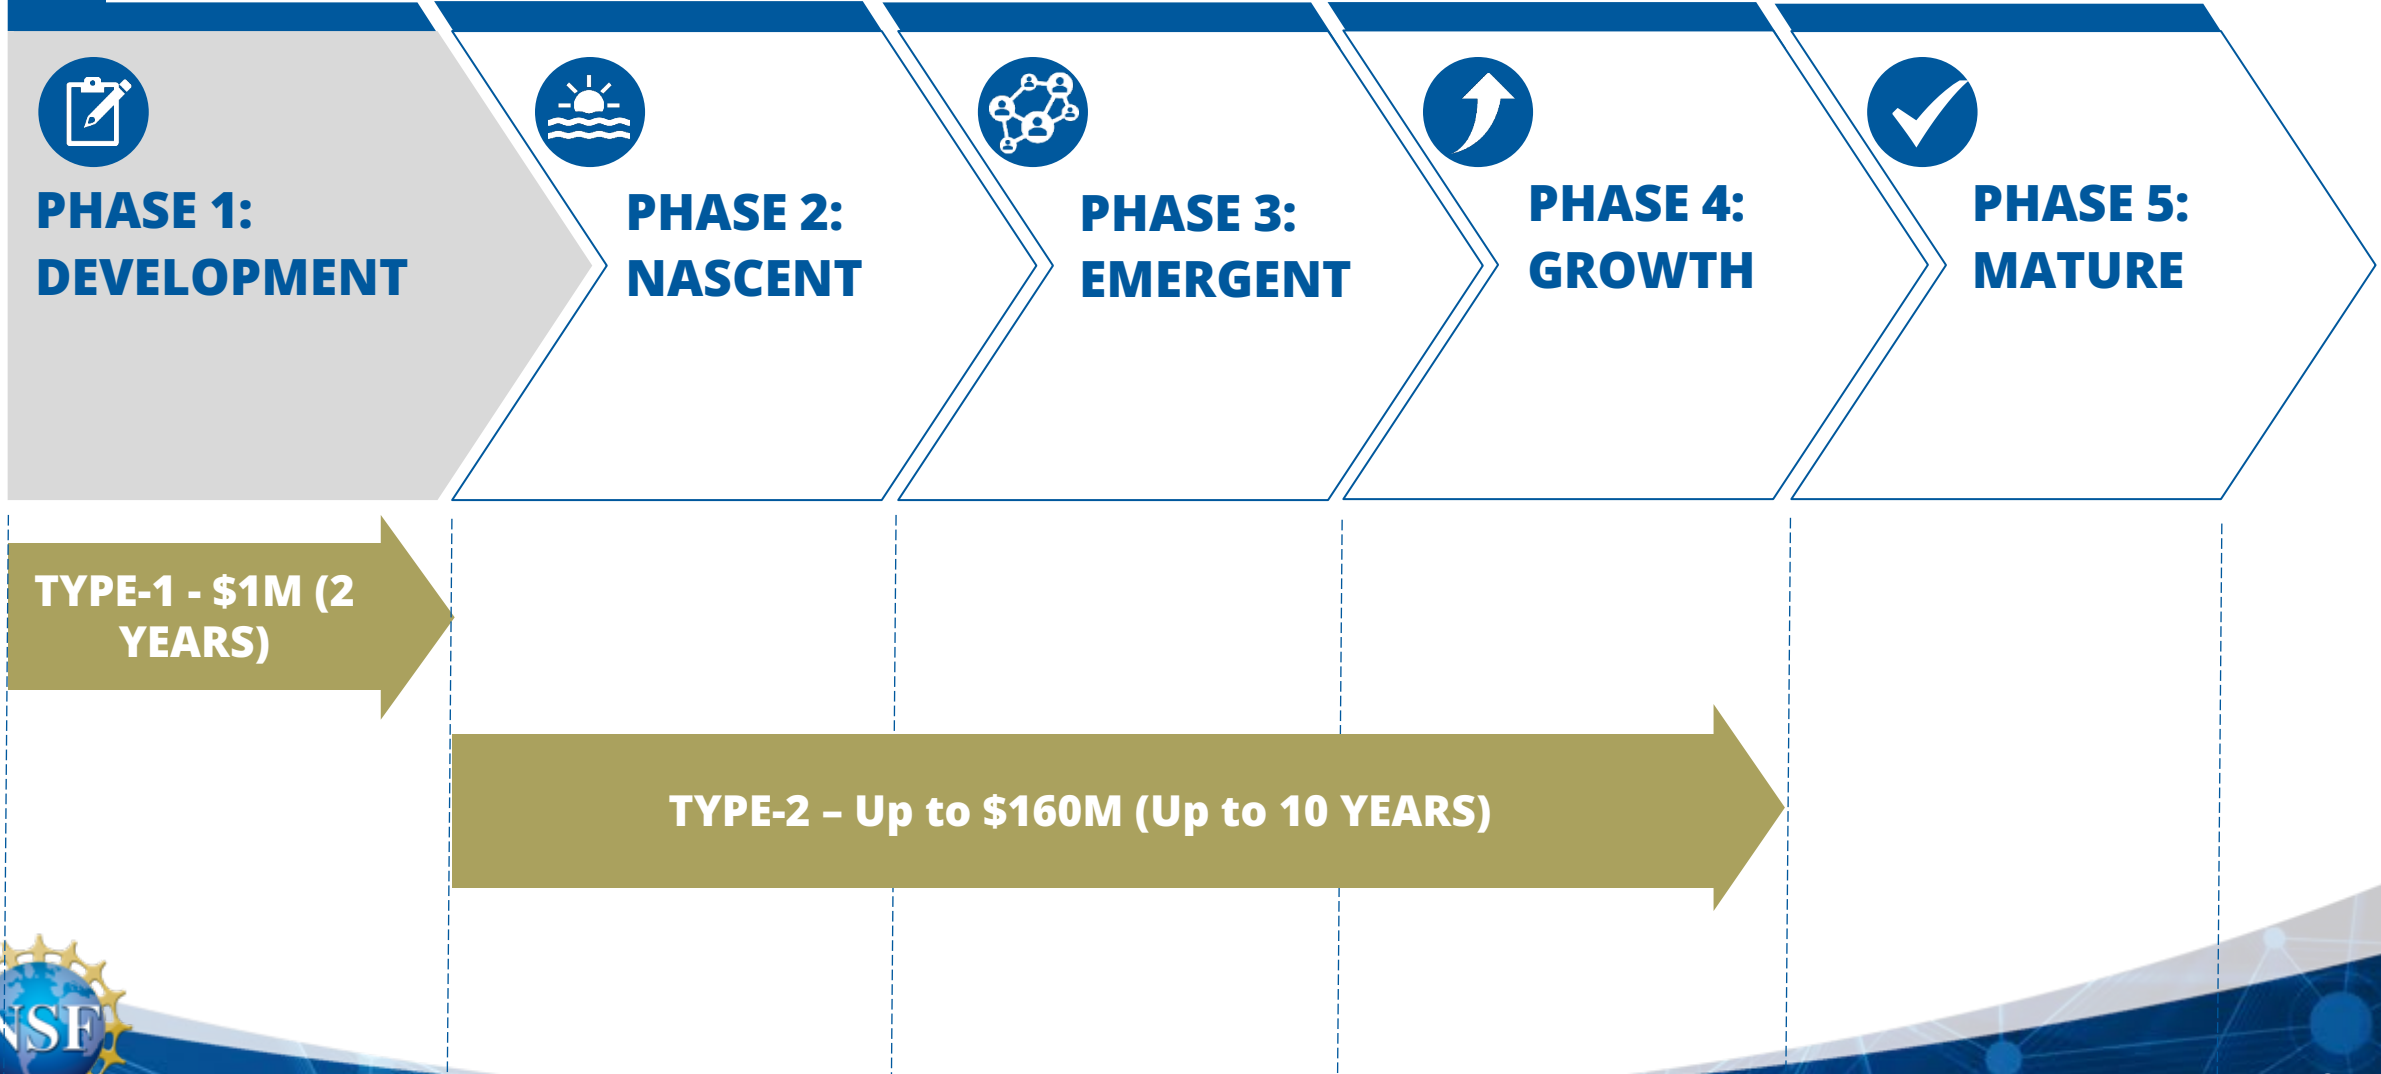 PHASE 1:
DEVELOPMENT
PHASE 2:
NASCENT
PHASE 3:
EMERGENT
PHASE 4:
GROWTH
PHASE 5:
MATURE
TYPE-1 - $1M (2
YEARS)
TYPE-2 – Up to $160M (Up to 10 YEARS)
NSF